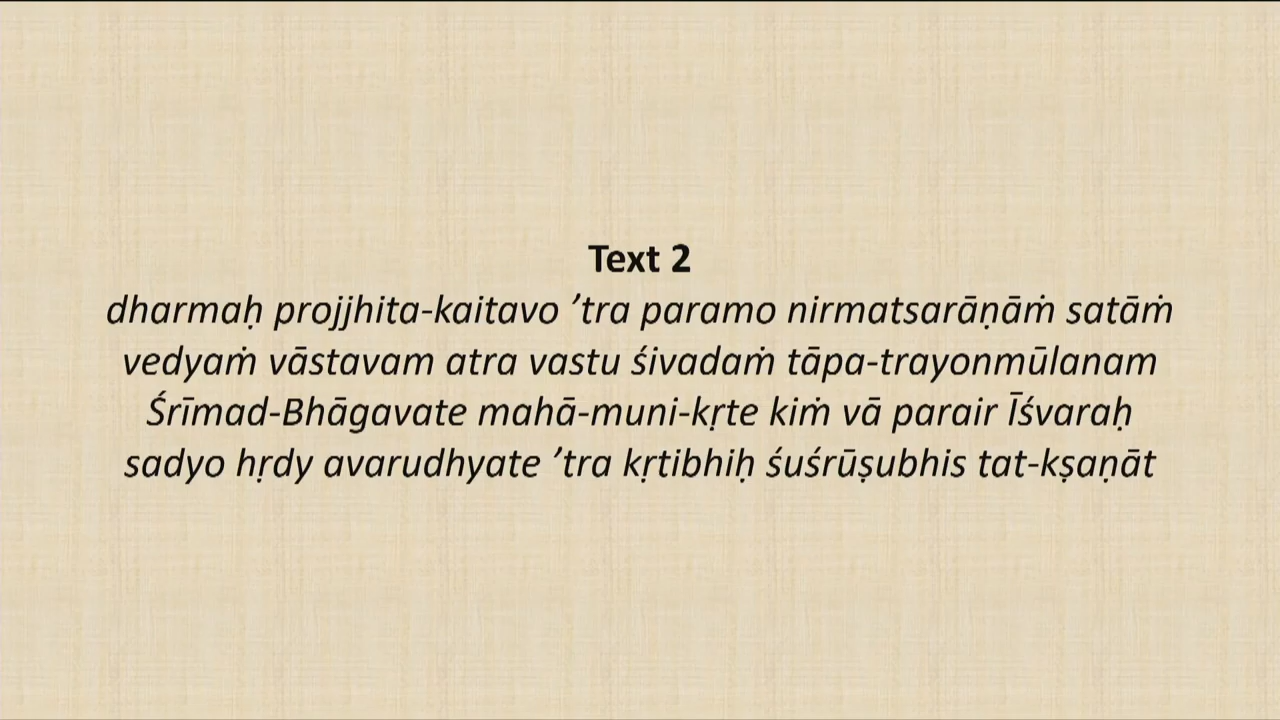 Text 2
dharmaḥ projjhita-kaitavo ’tra paramo nirmatsarāṇāṁ satāṁ
vedyaṁ vāstavam atra vastu śivadaṁ tāpa-trayonmūlanam
Śrīmad-Bhāgavate mahā-muni-kṛte kiṁ vā parair Īśvaraḥ
sadyo hṛdy avarudhyate ’tra kṛtibhiḥ śuśrūṣubhis tat-kṣaṇāt